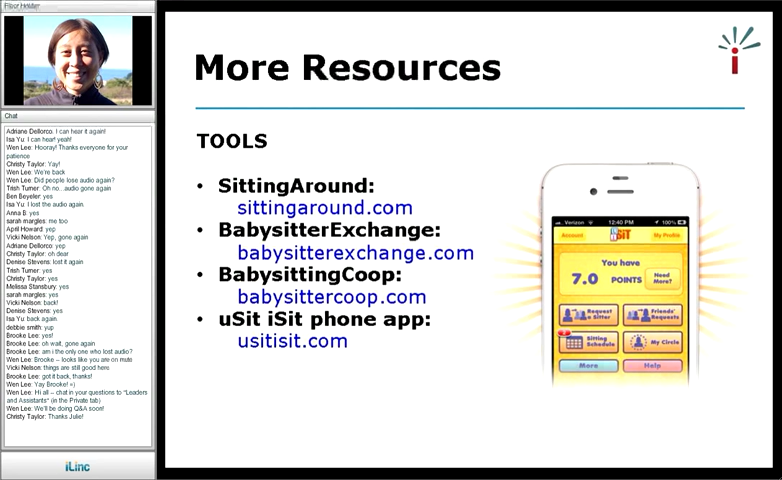 Floor Holder
Chat
Adriane Dellorco: I can hear it again!
Isa Yu: I can hear! yeah!
Wen Lee: Hooray! Thanks everyone for your
patience
Christy Taylor: Yay!
Wen Lee: We're back
Wen Lee: Did people lose audio again?
Trish Turner: Oh no...audio gone again
Ben Beyeler: yes
Isa Yu: I lost the audio again.
Anna B: yes
sarah margles: me too
April Howard: yep
Vicki Nelson: Yep, gone again
Adriane Dellorco: yep
Christy Taylor: oh dear
Denise Stevens: lost it again
Trish Turner: yes
Christy Taylor: yes
Melissa Stansbury: yes
sarah margles: yes
Vicki Nelson: back!
Denise Stevens: yes
Isa Yu: back again.
debbie smith: yup
Brooke Lee: yes!
Brooke Lee: oh wait, gone again
Brooke Lee: am i the only one who lost audio?
Wen Lee: Brooke -- looks like you are on mute
Vicki Nelson: things are still good here
Brooke Lee: got it back, thanks!
Wen Lee: Yay Brooke! =)
Wen Lee: Hi all -- chat in your questions to "Leaders
and Assistants" (in the Private tab)
Wen Lee: We'll be doing Q&A soon!
Christy Taylor: Thanks Julie!
iLinc
More Resources
TOOLS
• SittingAround:
sittingaround.com
• BabysitterExchange:
babysitterexchange.com
• BabysittingCoop:
babysittercoop.com
• uSit iSit phone app:
usitisit.com
Verizon 12:40 PM 100%
Account
My Profile
You have
7.0 POINTS
Need
More?
Request
a Sitter
Friends'
Requests
Sitting
Schedule
My Circle
More
Help